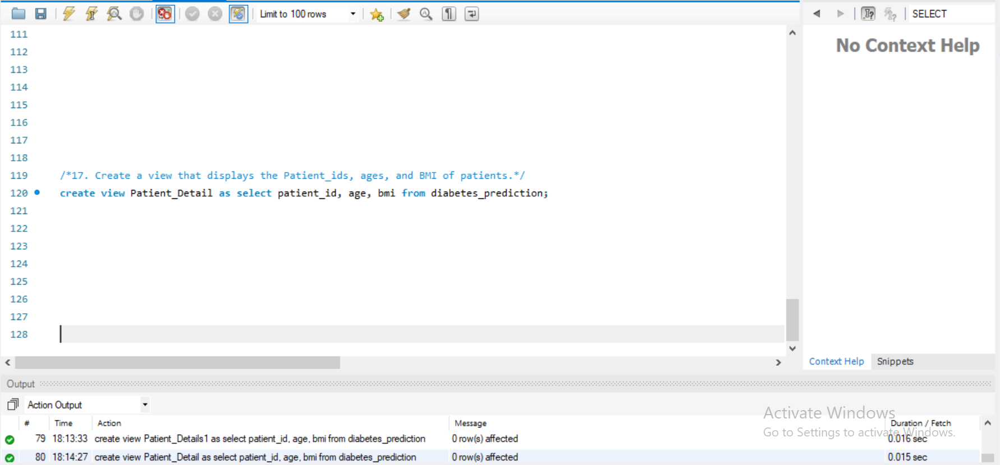 Limit to 100 rows
SELECT
No Context Help
111
112
113
114
115
116
117
118
119 /*17. Create a view that displays the Patient_ids, ages, and BMI of patients.*/
120 create view Patient_Detail as select patient_id, age, bmi from diabetes_prediction;
121
122
123
124
125
126
127
128
Context Help Snippets
Output
Action Output
Activate Windows
Go to Settings to activate Windows.
# Time Action Message Duration / Fetch
79 18:13:33 create view Patient_Details1 as select patient_id, age, bmi from diabetes_prediction 0 row(s) affected 0.016 sec
80 18:14:27 create view Patient_Detail as select patient_id, age, bmi from diabetes_prediction 0 row(s) affected 0.015 sec